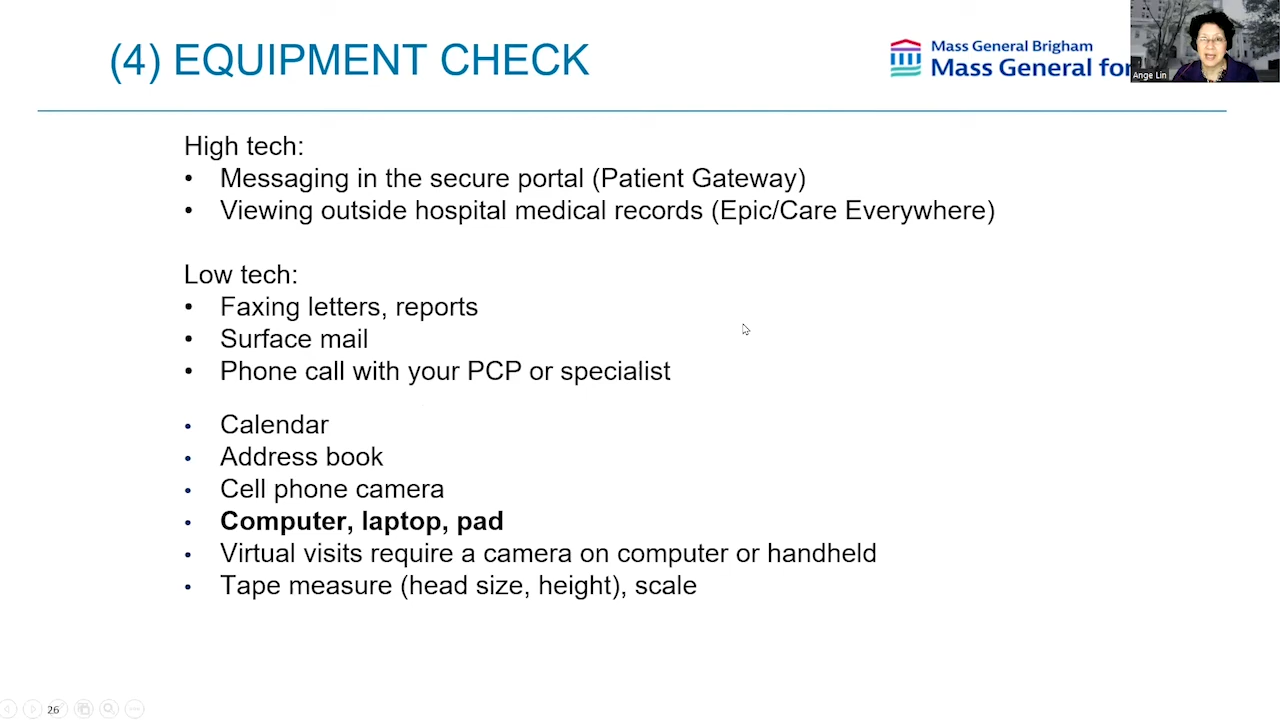 (4) EQUIPMENT CHECK
Mass General Brigham
Mass General for
Ange Lin
High tech:
• Messaging in the secure portal (Patient Gateway)
• Viewing outside hospital medical records (Epic/Care Everywhere)
Low tech:
• Faxing letters, reports
• Surface mail
• Phone call with your PCP or specialist
• Calendar
• Address book
• Cell phone camera
• Computer, laptop, pad
• Virtual visits require a camera on computer or handheld
• Tape measure (head size, height), scale
26